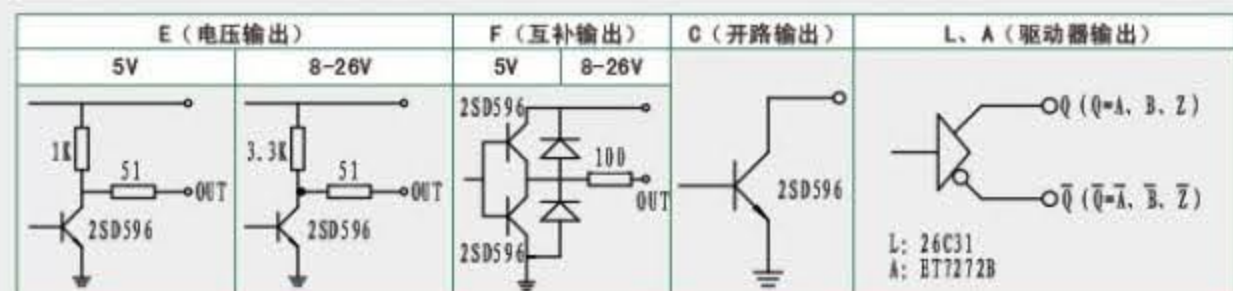 E（电压输出）
F（互补输出）
C（开路输出）
L、A（驱动器输出）
5V
8-26V
5V
8-26V
1K
51
OUT
2SD596
3.3K
51
OUT
2SD596
2SD596
100
OUT
2SD596
2SD596
Q (Q=A、B、Z)
Q̅ (Q̅=A̅、B̅、Z̅)
L: 26C31
A: HT7272B